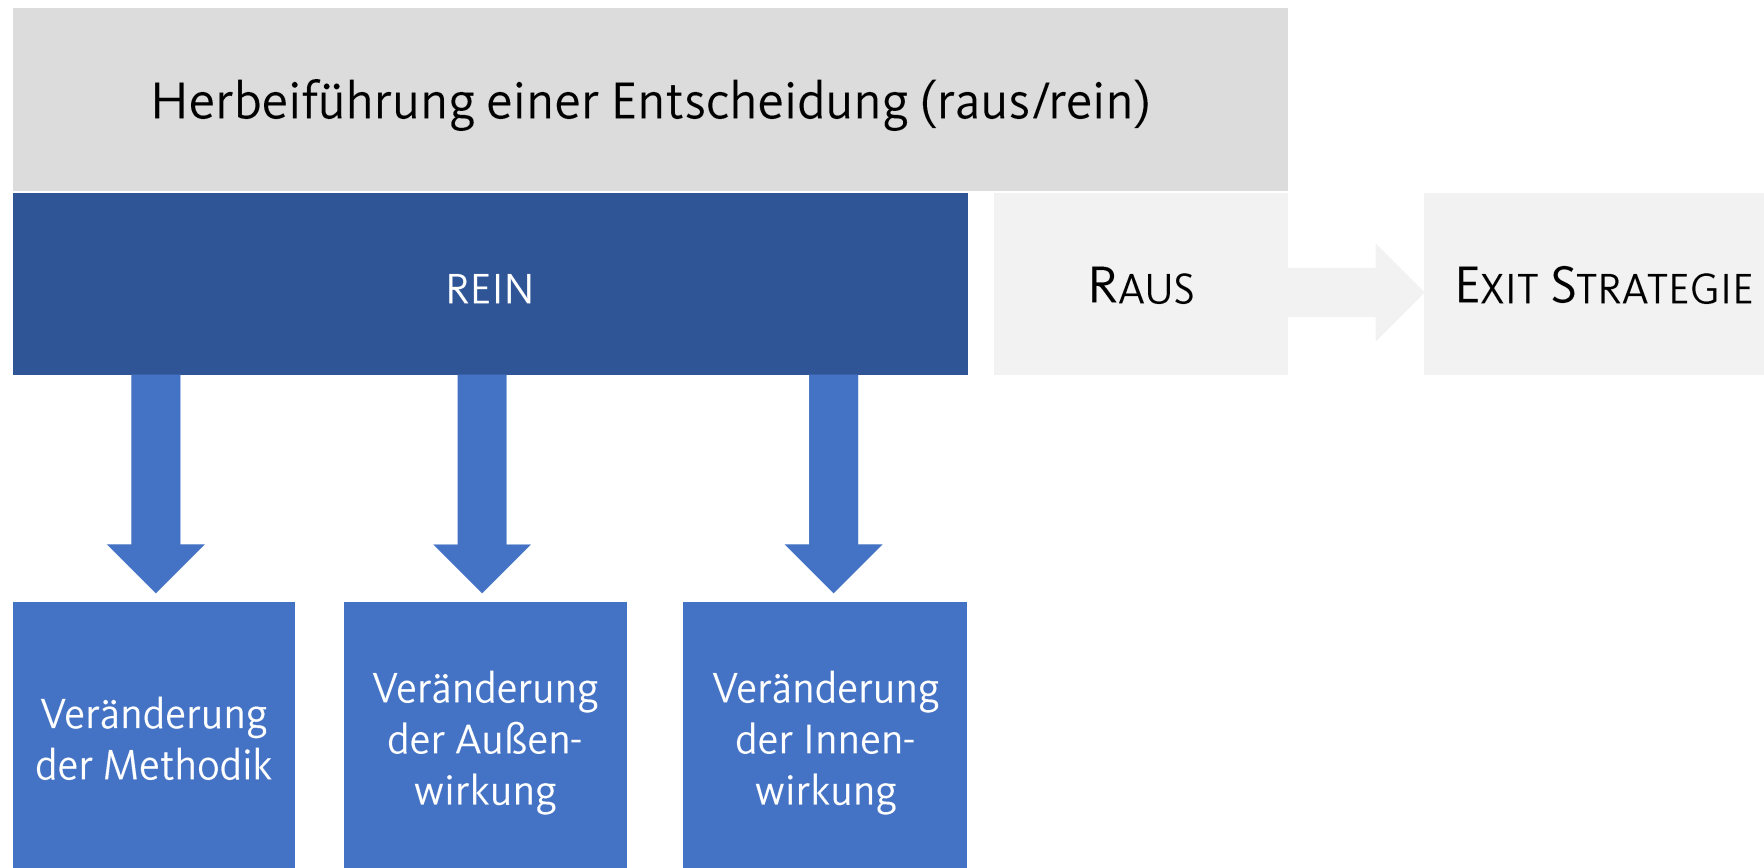 Herbeiführung einer Entscheidung (raus/rein)
REIN
RAUS
EXIT STRATEGIE
Veränderung
der Methodik
Veränderung
der Außen-
wirkung
Veränderung
der Innen-
wirkung